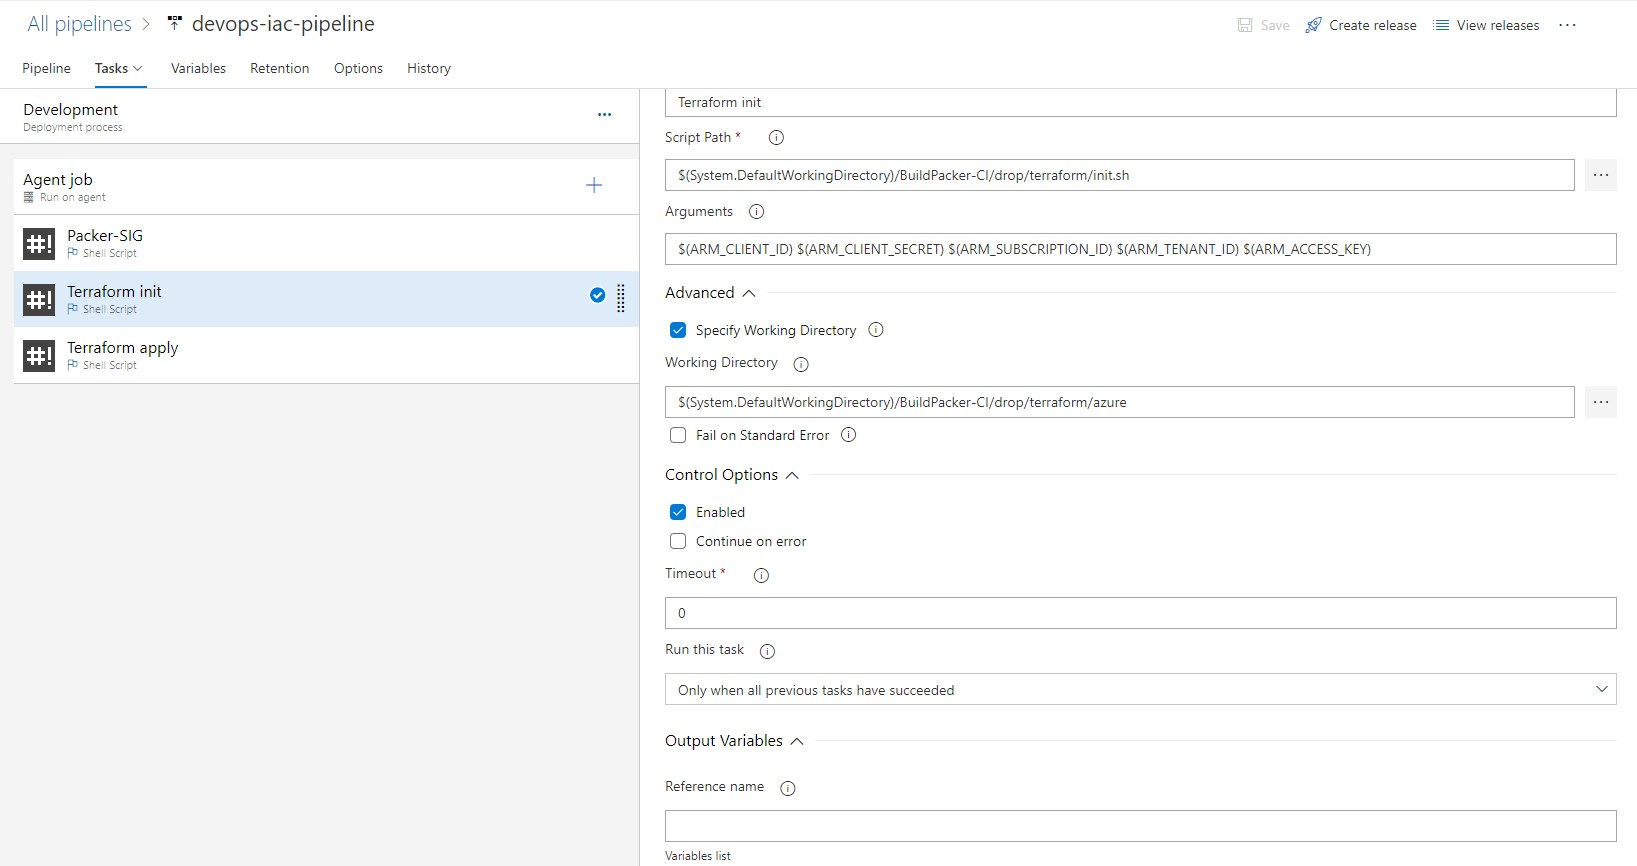 All pipelines > devops-iac-pipeline
Save Create release View releases ...
Pipeline Tasks Variables Retention Options History
Development
Deployment process
...
Agent job
Run on agent
+
#! Packer-SIG
Shell Script
#! Terraform init
Shell Script
#! Terraform apply
Shell Script
Terraform init
Script Path *
$(System.DefaultWorkingDirectory)/BuildPacker-CI/drop/terraform/init.sh
...
Arguments
$(ARM_CLIENT_ID) $(ARM_CLIENT_SECRET) $(ARM_SUBSCRIPTION_ID) $(ARM_TENANT_ID) $(ARM_ACCESS_KEY)
Advanced
Specify Working Directory
Working Directory
$(System.DefaultWorkingDirectory)/BuildPacker-CI/drop/terraform/azure
...
Fail on Standard Error
Control Options
Enabled
Continue on error
Timeout *
0
Run this task
Only when all previous tasks have succeeded
Output Variables
Reference name
Variables list